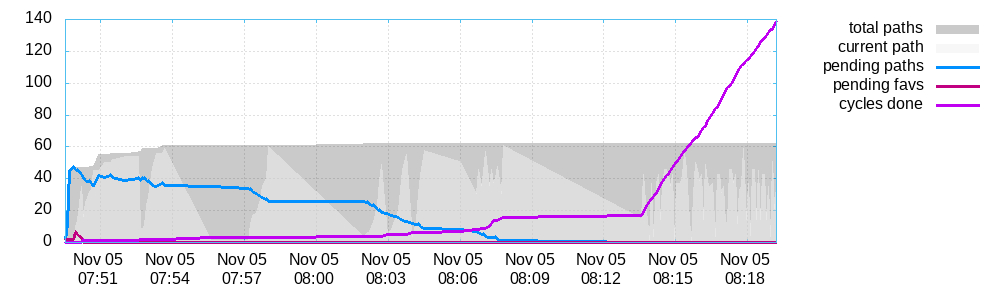 140
120
100
80
60
40
20
0
Nov 05 Nov 05 Nov 05 Nov 05 Nov 05 Nov 05 Nov 05 Nov 05 Nov 05 Nov 05
07:51 07:54 07:57 08:00 08:03 08:06 08:09 08:12 08:15 08:18
total paths
current path
pending paths
pending favs
cycles done